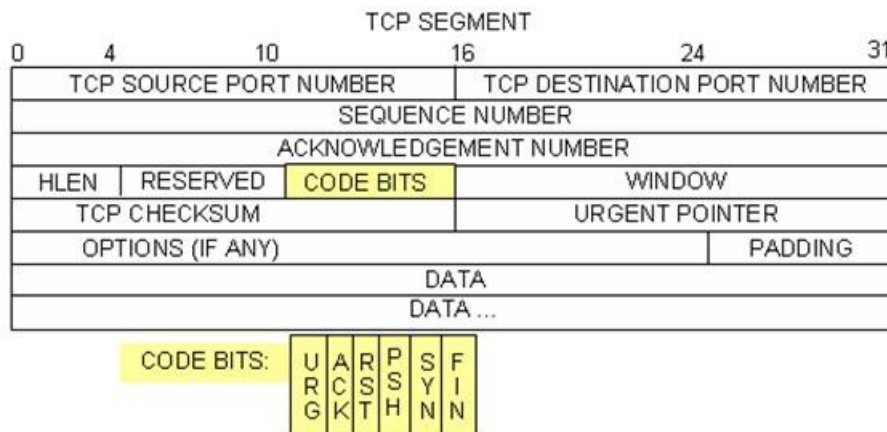 TCP SEGMENT
0 4 10 16 24 31
TCP SOURCE PORT NUMBER TCP DESTINATION PORT NUMBER
SEQUENCE NUMBER
ACKNOWLEDGEMENT NUMBER
HLEN RESERVED CODE BITS WINDOW
TCP CHECKSUM URGENT POINTER
OPTIONS (IF ANY) PADDING
DATA
DATA ...
CODE BITS: URG ACK RST PSH SYN FIN